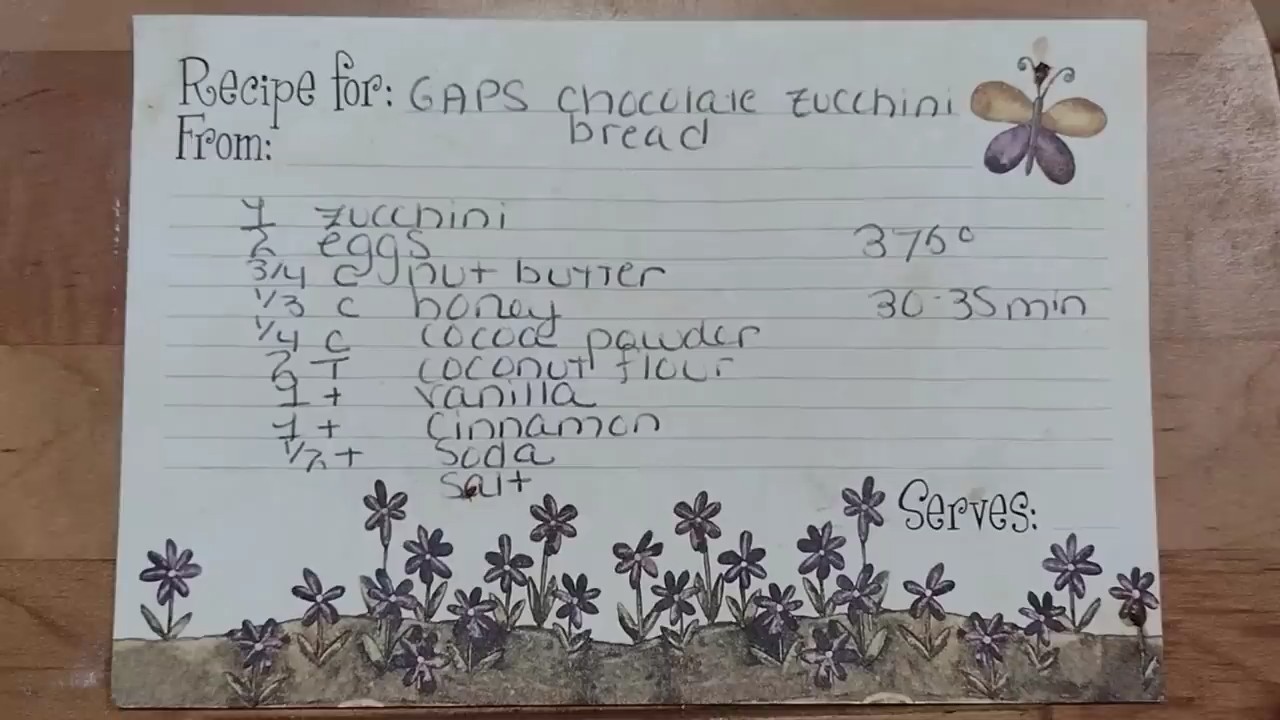 Recipe for: GAPS chocolate zucchini
bread
From:
1 zucchini
2 eggs
3/4 c nut butter
1/3 c honey
1/4 c cocoa powder
2 T coconut flour
1 t vanilla
1 t cinnamon
1/2 t soda
salt
375°
30-35 min
Serves: